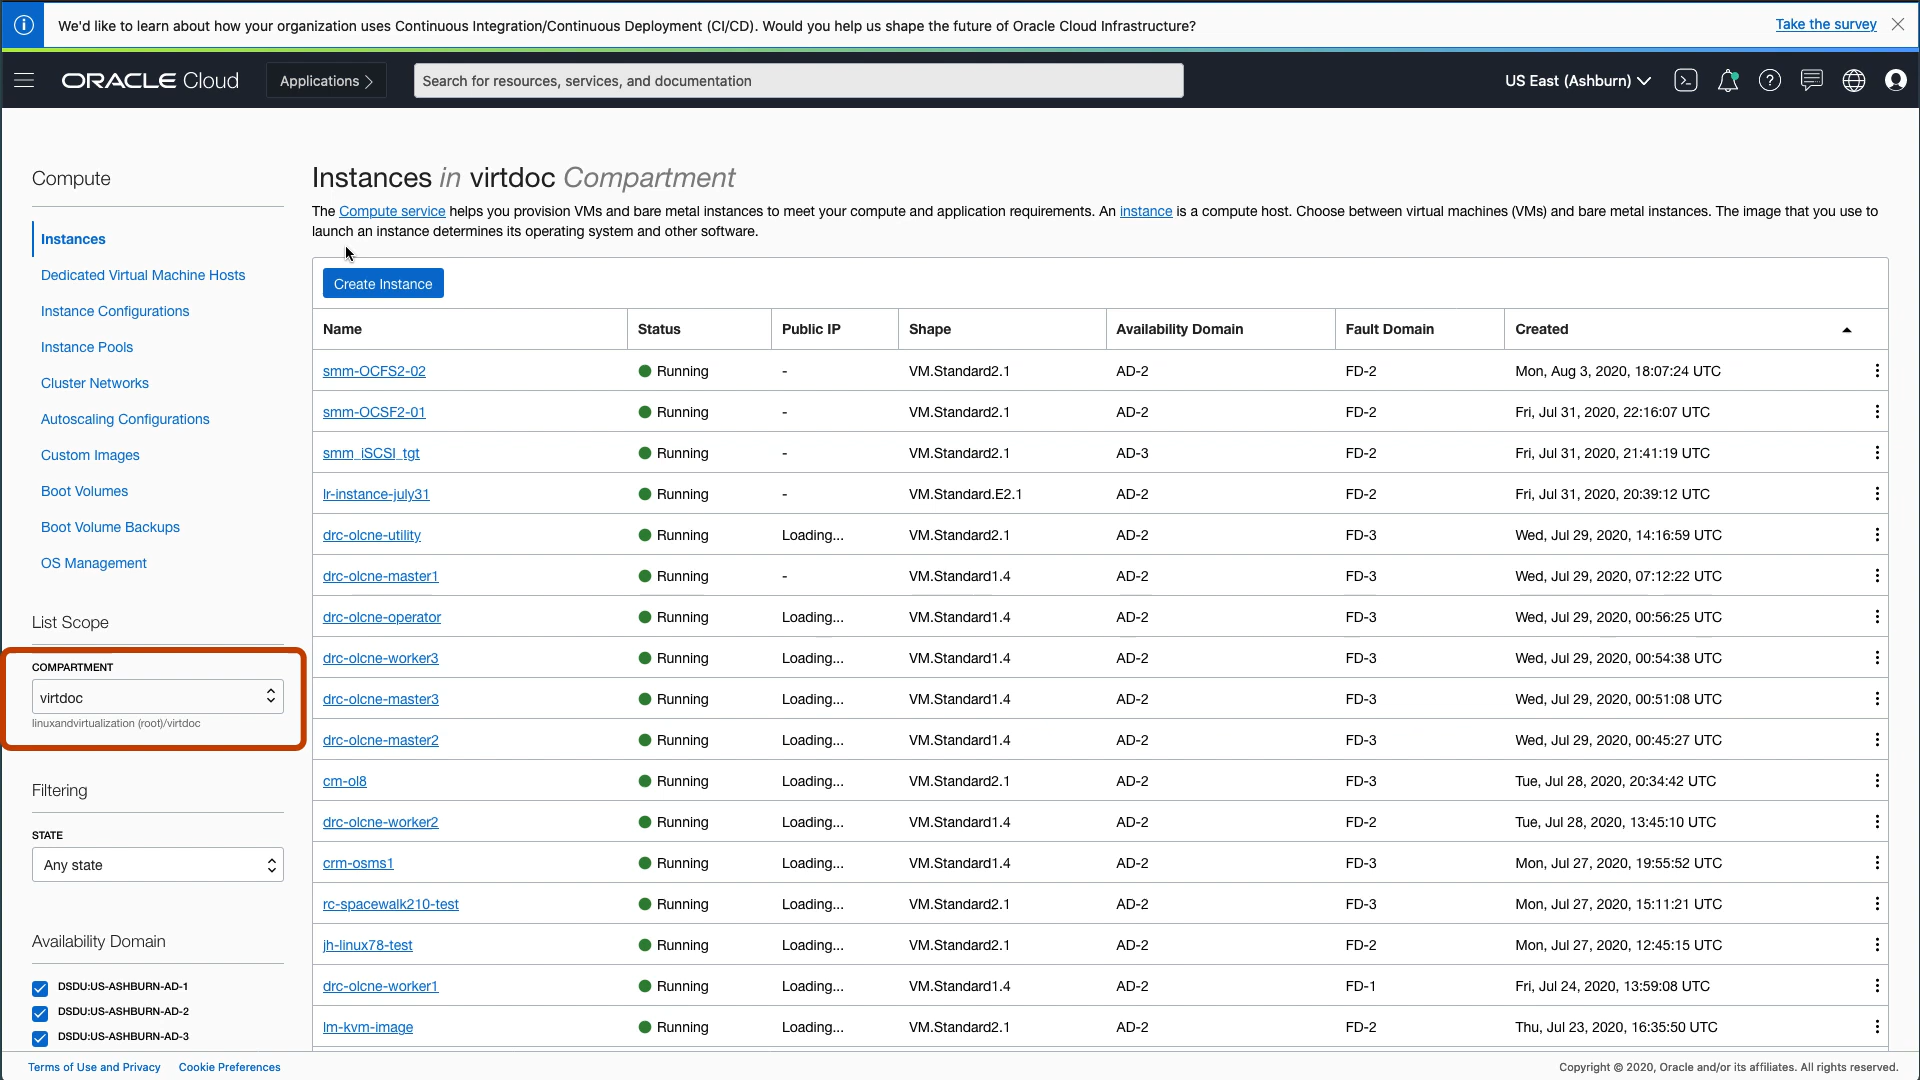 We'd like to learn about how your organization uses Continuous Integration/Continuous Deployment (CI/CD). Would you help us shape the future of Oracle Cloud Infrastructure? Take the survey
ORACLE Cloud Applications Search for resources, services, and documentation US East (Ashburn)
Compute
Instances
Dedicated Virtual Machine Hosts
Instance Configurations
Instance Pools
Cluster Networks
Autoscaling Configurations
Custom Images
Boot Volumes
Boot Volume Backups
OS Management
List Scope
COMPARTMENT
virtdoc
linuxandvirtualization (root)/virtdoc
Filtering
STATE
Any state
Availability Domain
DSDU:US-ASHBURN-AD-1
DSDU:US-ASHBURN-AD-2
DSDU:US-ASHBURN-AD-3
Instances in virtdoc Compartment
The Compute service helps you provision VMs and bare metal instances to meet your compute and application requirements. An instance is a compute host. Choose between virtual machines (VMs) and bare metal instances. The image that you use to
launch an instance determines its operating system and other software.
Create Instance
Name Status Public IP Shape Availability Domain Fault Domain Created
smm-OCFS2-02 Running - VM.Standard2.1 AD-2 FD-2 Mon, Aug 3, 2020, 18:07:24 UTC
smm-OCSF2-01 Running - VM.Standard2.1 AD-2 FD-2 Fri, Jul 31, 2020, 22:16:07 UTC
smm_iSCSI_tgt Running - VM.Standard2.1 AD-3 FD-2 Fri, Jul 31, 2020, 21:41:19 UTC
lr-instance-july31 Running - VM.Standard.E2.1 AD-2 FD-2 Fri, Jul 31, 2020, 20:39:12 UTC
drc-olcne-utility Running Loading... VM.Standard2.1 AD-2 FD-3 Wed, Jul 29, 2020, 14:16:59 UTC
drc-olcne-master1 Running - VM.Standard1.4 AD-2 FD-3 Wed, Jul 29, 2020, 07:12:22 UTC
drc-olcne-operator Running Loading... VM.Standard1.4 AD-2 FD-3 Wed, Jul 29, 2020, 00:56:25 UTC
drc-olcne-worker3 Running Loading... VM.Standard1.4 AD-2 FD-3 Wed, Jul 29, 2020, 00:54:38 UTC
drc-olcne-master3 Running Loading... VM.Standard1.4 AD-2 FD-3 Wed, Jul 29, 2020, 00:51:08 UTC
drc-olcne-master2 Running Loading... VM.Standard1.4 AD-2 FD-3 Wed, Jul 29, 2020, 00:45:27 UTC
cm-ol8 Running Loading... VM.Standard2.1 AD-2 FD-3 Tue, Jul 28, 2020, 20:34:42 UTC
drc-olcne-worker2 Running Loading... VM.Standard1.4 AD-2 FD-2 Tue, Jul 28, 2020, 13:45:10 UTC
crm-osms1 Running Loading... VM.Standard1.4 AD-2 FD-3 Mon, Jul 27, 2020, 19:55:52 UTC
rc-spacewalk210-test Running Loading... VM.Standard2.1 AD-2 FD-3 Mon, Jul 27, 2020, 15:11:21 UTC
jh-linux78-test Running Loading... VM.Standard2.1 AD-2 FD-2 Mon, Jul 27, 2020, 12:45:15 UTC
drc-olcne-worker1 Running Loading... VM.Standard1.4 AD-2 FD-1 Fri, Jul 24, 2020, 13:59:08 UTC
lm-kvm-image Running Loading... VM.Standard2.1 AD-2 FD-2 Thu, Jul 23, 2020, 16:35:50 UTC
Terms of Use and Privacy Cookie Preferences Copyright © 2020, Oracle and/or its affiliates. All rights reserved.